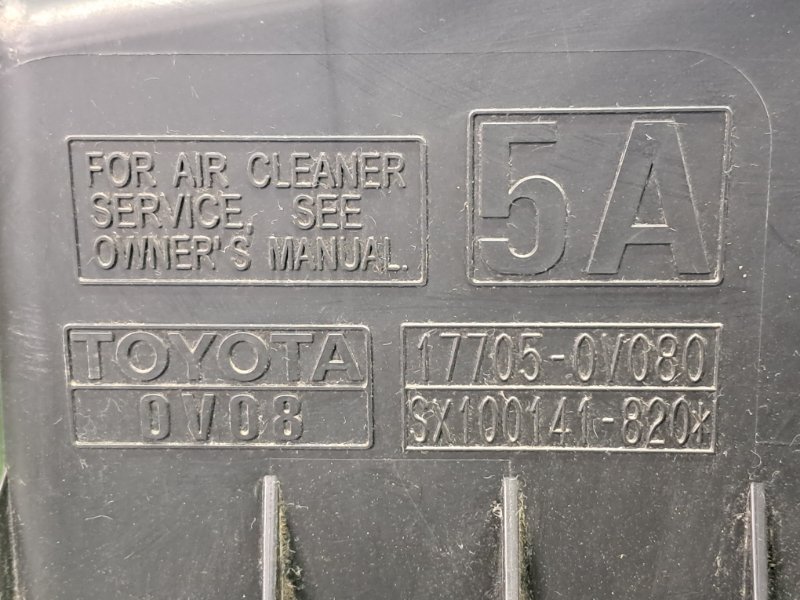 FOR AIR CLEANER
SERVICE, SEE
OWNER'S MANUAL.
5A
TOYOTA
0V08
17705-0V080
SX100141-820*